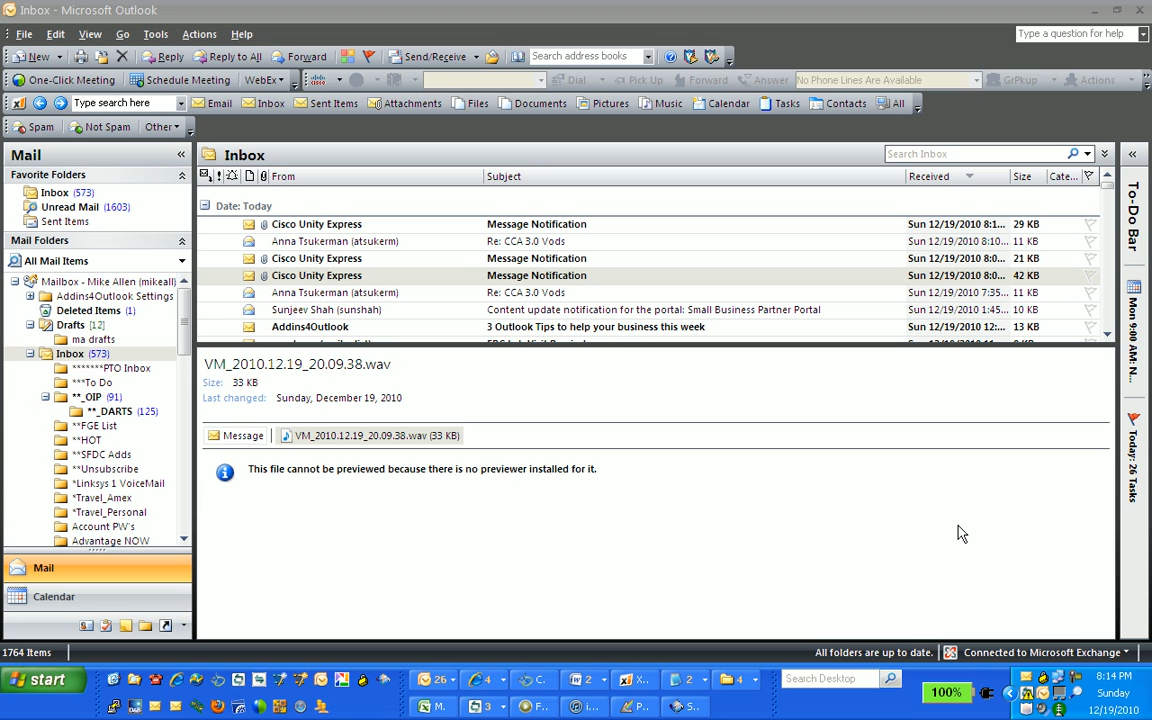 Inbox - Microsoft Outlook
File Edit View Go Tools Actions Help
Type a question for help
New Reply Reply to All Forward Send/Receive Search address books
One-Click Meeting Schedule Meeting WebEx Dial Pick Up Forward Answer No Phone Lines Are Available GrPkup Actions
Type search here Email Inbox Sent Items Attachments Files Documents Pictures Music Calendar Tasks Contacts All
Spam Not Spam Other
Mail
Favorite Folders
Inbox (573)
Unread Mail (1603)
Sent Items
Mail Folders
All Mail Items
Mailbox - Mike Allen (mikeall)
Addins4Outlook Settings
Deleted Items (1)
Drafts [12]
ma drafts
Inbox (573)
*******PTO Inbox
***To Do
**_OIP (91)
**_DARTS (125)
**FGE List
**HOT
**SFDC Adds
**Unsubscribe
*Linksys 1 VoiceMail
*Travel_Amex
*Travel_Personal
Account PW's
Advantage NOW
Mail
Calendar
Inbox
Search Inbox
From Subject Received Size Cate...
Date: Today
Cisco Unity Express Message Notification Sun 12/19/2010 8:1... 29 KB
Anna Tsukerman (atsukerm) Re: CCA 3.0 Vods Sun 12/19/2010 8:10... 11 KB
Cisco Unity Express Message Notification Sun 12/19/2010 8:0... 21 KB
Cisco Unity Express Message Notification Sun 12/19/2010 8:0... 42 KB
Anna Tsukerman (atsukerm) Re: CCA 3.0 Vods Sun 12/19/2010 7:35... 11 KB
Sunjeev Shah (sunshah) Content update notification for the portal: Small Business Partner Portal Sun 12/19/2010 1:45... 10 KB
Addins4Outlook 3 Outlook Tips to help your business this week Sun 12/19/2010 12:... 13 KB
VM_2010.12.19_20.09.38.wav
Size: 33 KB
Last changed: Sunday, December 19, 2010
Message VM_2010.12.19_20.09.38.wav (33 KB)
This file cannot be previewed because there is no previewer installed for it.
To-Do Bar
Mon 9:00 AM: N...
Today: 26 Tasks
1764 Items
All folders are up to date. Connected to Microsoft Exchange
start
26 4 C... 2 X... 2 4
Search Desktop
M... 3 F... i... P... S...
100%
8:14 PM
Sunday
12/19/2010